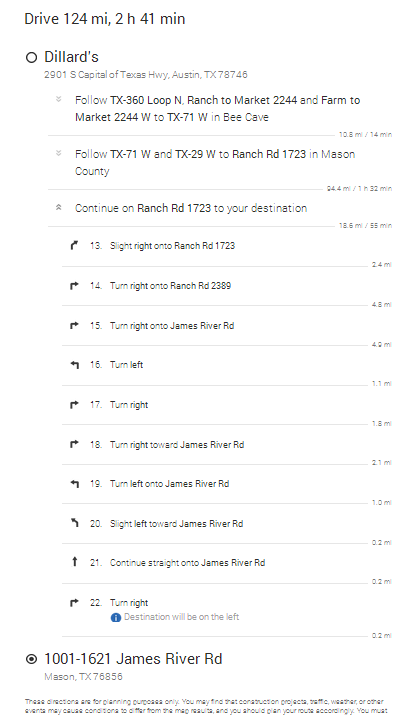 Drive 124 mi, 2 h 41 min
Dillard's
2901 S Capital of Texas Hwy, Austin, TX 78746
Follow TX-360 Loop N, Ranch to Market 2244 and Farm to
Market 2244 W to TX-71 W in Bee Cave
10.8 mi / 14 min
Follow TX-71 W and TX-29 W to Ranch Rd 1723 in Mason
County
94.4 mi / 1 h 32 min
Continue on Ranch Rd 1723 to your destination
18.6 mi / 55 min
13. Slight right onto Ranch Rd 1723
2.4 mi
14. Turn right onto Ranch Rd 2389
4.8 mi
15. Turn right onto James River Rd
4.9 mi
16. Turn left
1.1 mi
17. Turn right
1.8 mi
18. Turn right toward James River Rd
2.1 mi
19. Turn left onto James River Rd
1.0 mi
20. Slight left toward James River Rd
0.2 mi
21. Continue straight onto James River Rd
0.2 mi
22. Turn right
Destination will be on the left
0.2 mi
1001-1621 James River Rd
Mason, TX 76856
These directions are for planning purposes only. You may find that construction projects, traffic, weather, or other
events may cause conditions to differ from the map results, and you should plan your route accordingly. You must